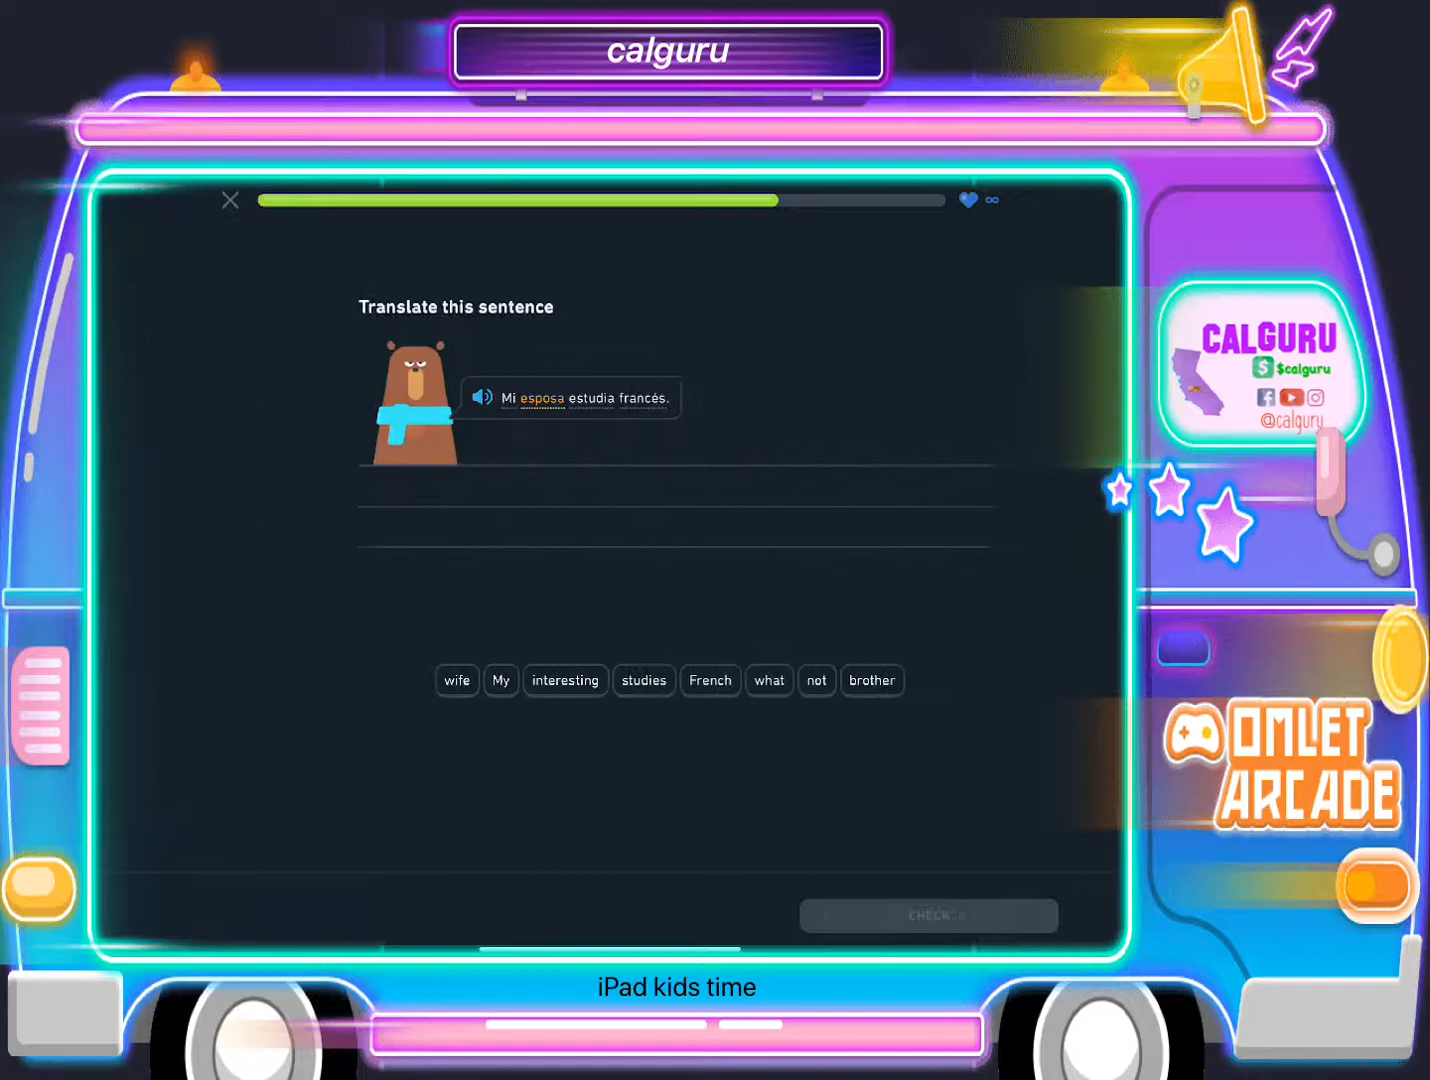 calguru
Translate this sentence
Mi esposa estudia francés.
wife My interesting studies French what not brother
CHECK
iPad kids time
CALGURU
$ $calguru
@calguru
OMLET
ARCADE